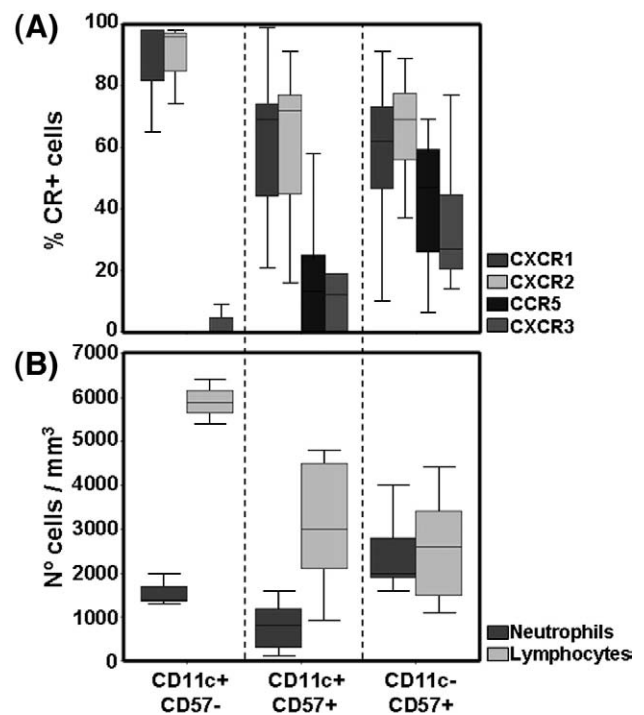 (A)
100
80
60
40
20
0
% CR+ cells
CXCR1
CXCR2
CCR5
CXCR3
(B)
7000
6000
5000
4000
3000
2000
1000
0
Nº cells / mm³
Neutrophils
Lymphocytes
CD11c+
CD57-
CD11c+
CD57+
CD11c-
CD57+